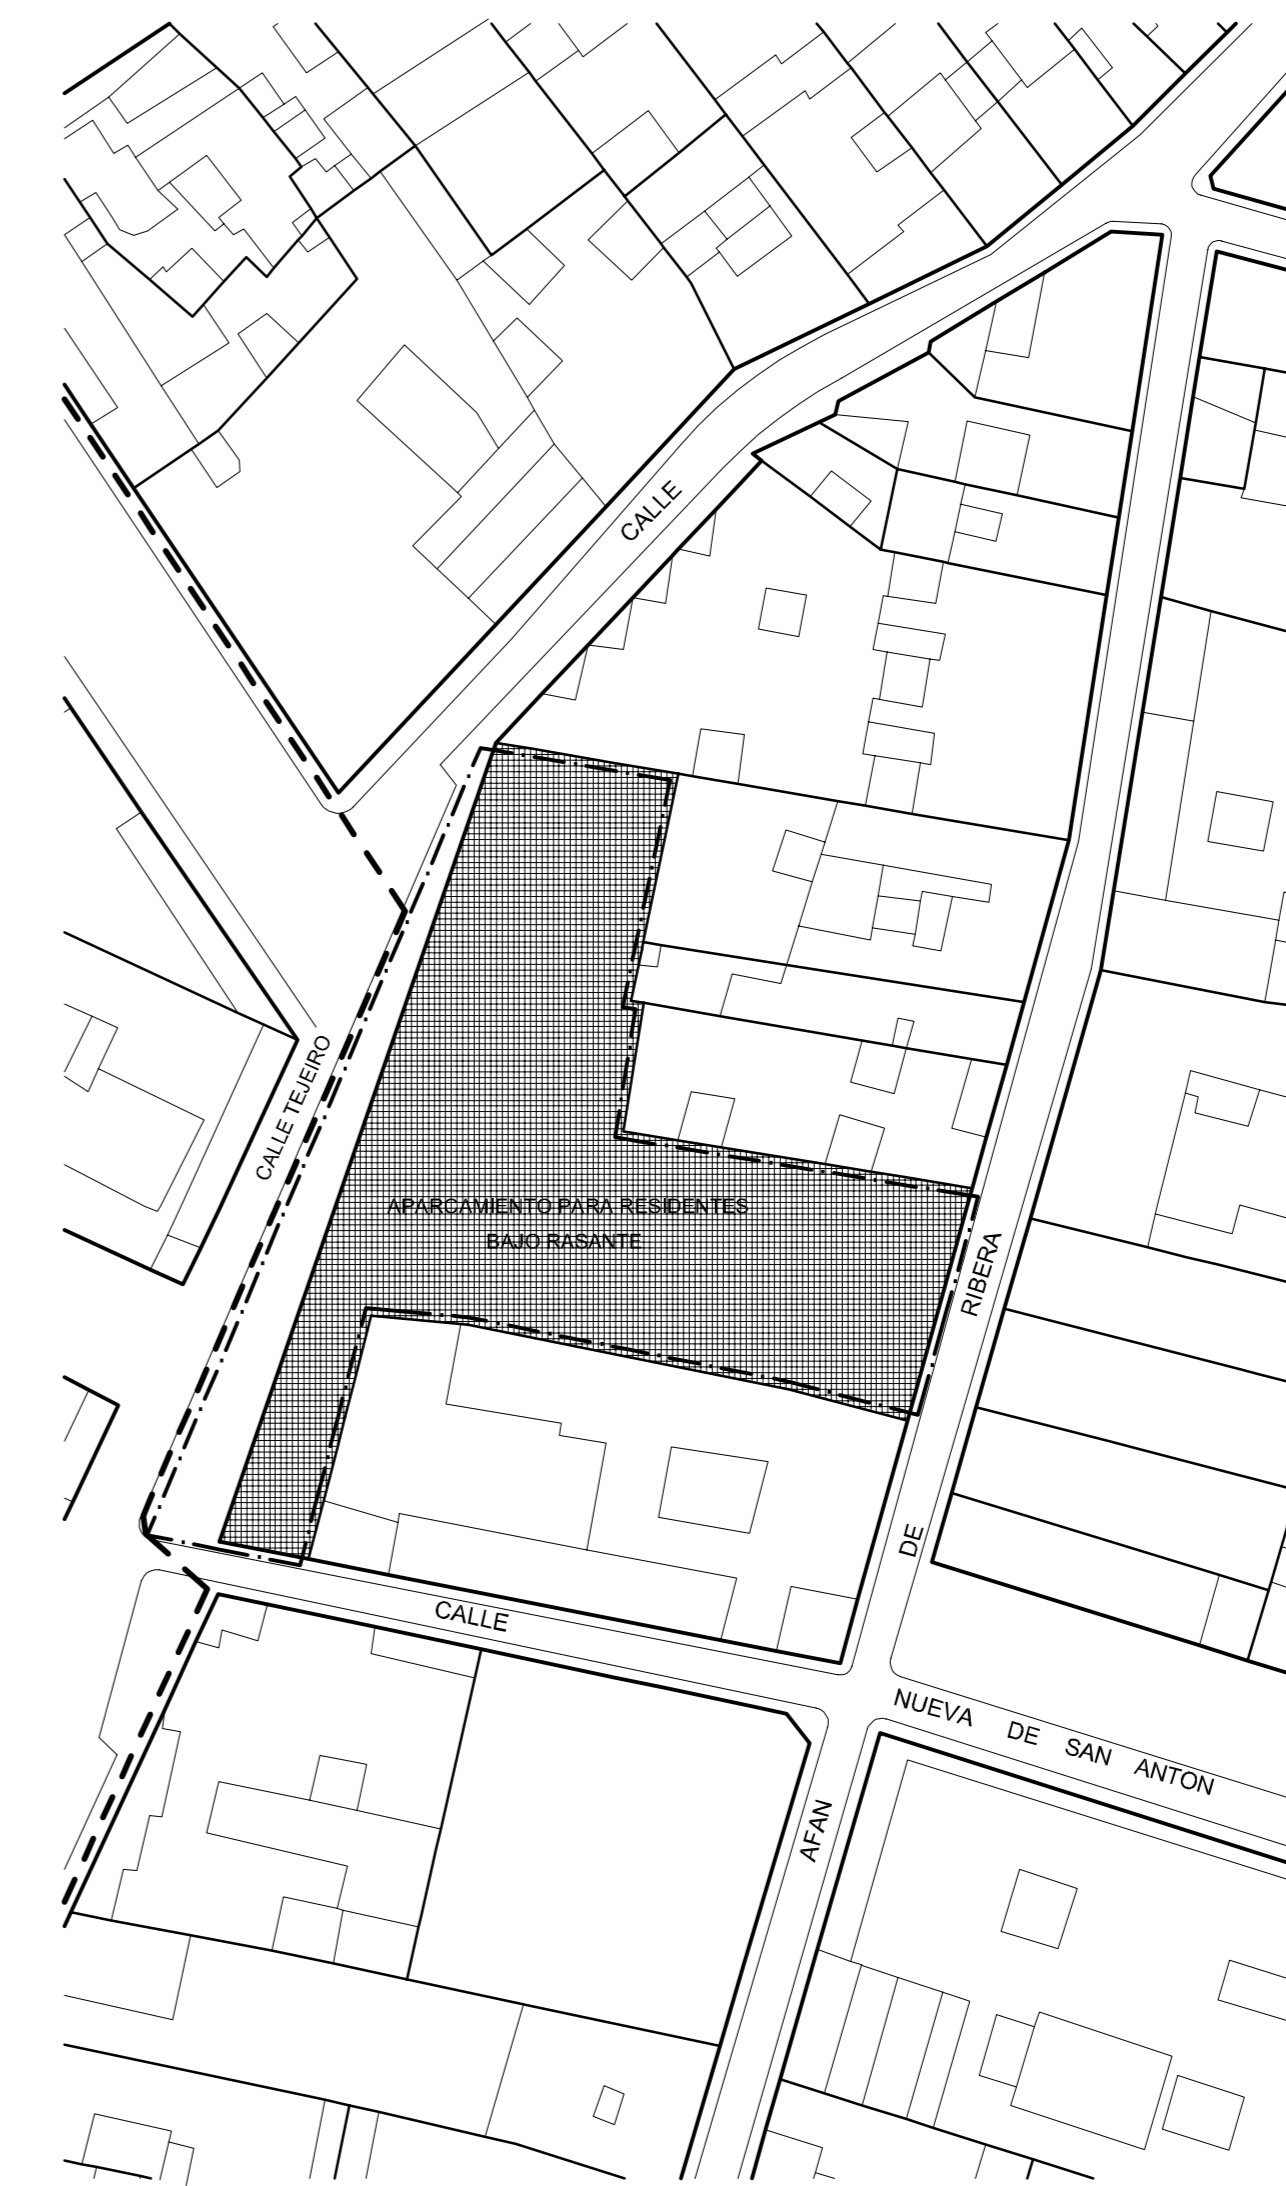 CALLE
CALLE TEJEIRO
APARCAMIENTO PARA RESIDENTES
BAJO RASANTE
RIBERA
DE
CALLE
NUEVA DE SAN ANTON
AFAN